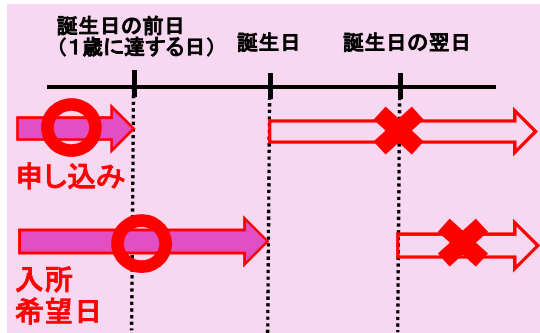 誕生日の前日
（１歳に達する日）
誕生日
誕生日の翌日
申し込み
入所
希望日